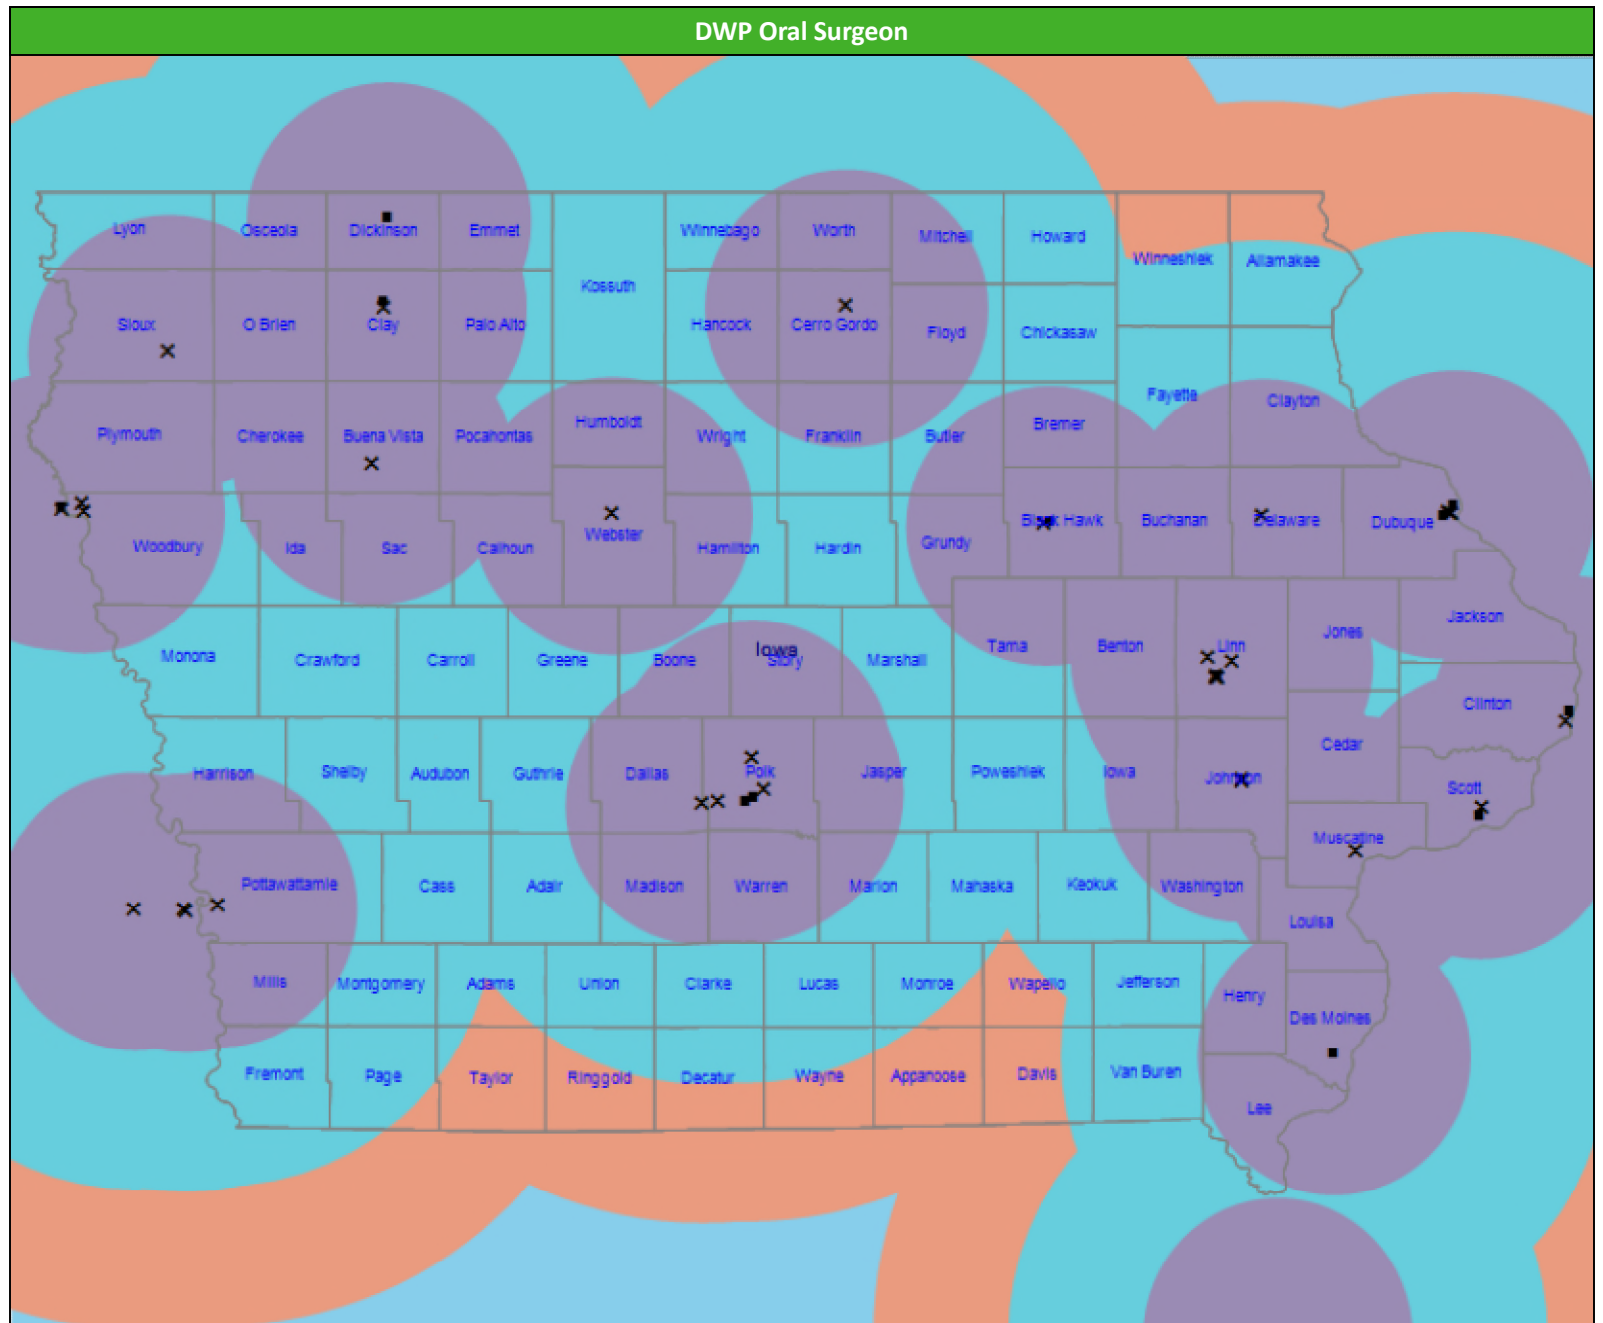 DWP Oral Surgeon
Lyon
Osceola
Dickinson
Emmet
Winnebago
Worth
Mitchell
Howard
Winneshiek
Allamakee
Kossuth
Sioux
O Brien
Clay
Palo Alto
Hancock
Cerro Gordo
Floyd
Chickasaw
Fayette
Clayton
Plymouth
Cherokee
Buena Vista
Pocahontas
Humboldt
Wright
Franklin
Butler
Bremer
Woodbury
Ida
Sac
Calhoun
Webster
Hamilton
Hardin
Grundy
Black Hawk
Buchanan
Delaware
Dubuque
Monona
Crawford
Carroll
Greene
Boone
Iowa
Story
Marshall
Tama
Benton
Linn
Jones
Jackson
Harrison
Shelby
Audubon
Guthrie
Dallas
Polk
Jasper
Poweshiek
Iowa
Johnson
Cedar
Clinton
Scott
Muscatine
Pottawattamie
Cass
Adair
Madison
Warren
Marion
Mahaska
Keokuk
Washington
Louisa
Mills
Montgomery
Adams
Union
Clarke
Lucas
Monroe
Wapello
Jefferson
Henry
Des Moines
Fremont
Page
Taylor
Ringgold
Decatur
Wayne
Appanoose
Davis
Van Buren
Lee